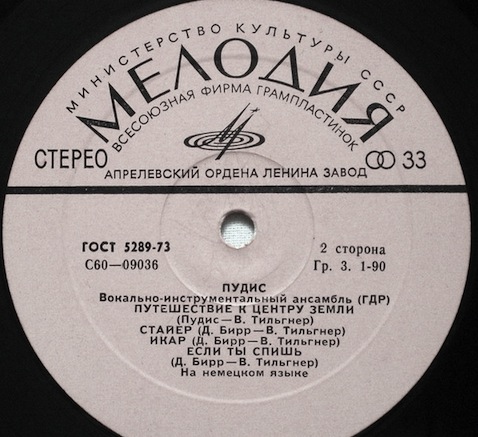 МИНИСТЕРСТВО КУЛЬТУРЫ СССР
МЕЛОДИЯ
ВСЕСОЮЗНАЯ ФИРМА ГРАМПЛАСТИНОК
СТЕРЕО
33
АПРЕЛЕВСКИЙ ОРДЕНА ЛЕНИНА ЗАВОД
ГОСТ 5289-73
2 сторона
С60—09036
Гр. 3. 1-90
ПУДИС
Вокально-инструментальный ансамбль (ГДР)
ПУТЕШЕСТВИЕ К ЦЕНТРУ ЗЕМЛИ
(Пудис—В. Тильгнер)
СТАЙЕР (Д. Бирр—В. Тильгнер)
ИКАР (Д. Бирр—В. Тильгнер)
ЕСЛИ ТЫ СПИШЬ
(Д. Бирр—В. Тильгнер)
На немецком языке